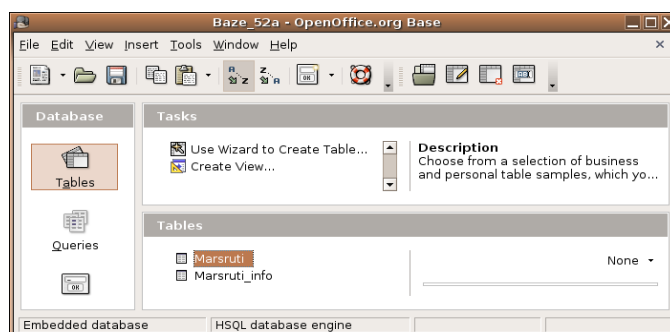 Baze_52a - OpenOffice.org Base
File Edit View Insert Tools Window Help
Database
Tables
Queries
Tasks
Use Wizard to Create Table...
Create View...
Description
Choose from a selection of business
and personal table samples, which yo...
Tables
Marsruti
Marsruti_info
None
Embedded database
HSQL database engine